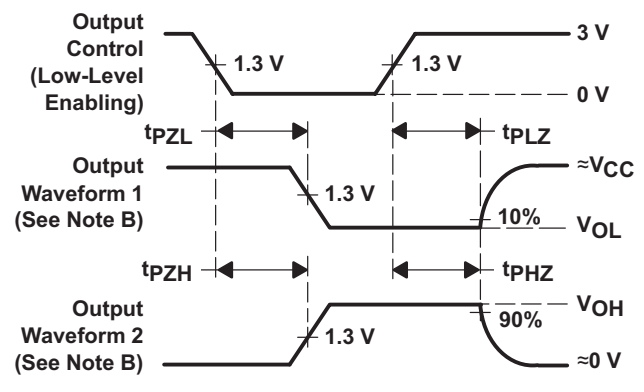 Output
Control
(Low-Level
Enabling)
1.3 V
1.3 V
3 V
0 V
tPZL
tPLZ
Output
Waveform 1
(See Note B)
1.3 V
10%
≈VCC
VOL
tPZH
tPHZ
Output
Waveform 2
(See Note B)
1.3 V
90%
VOH
≈0 V